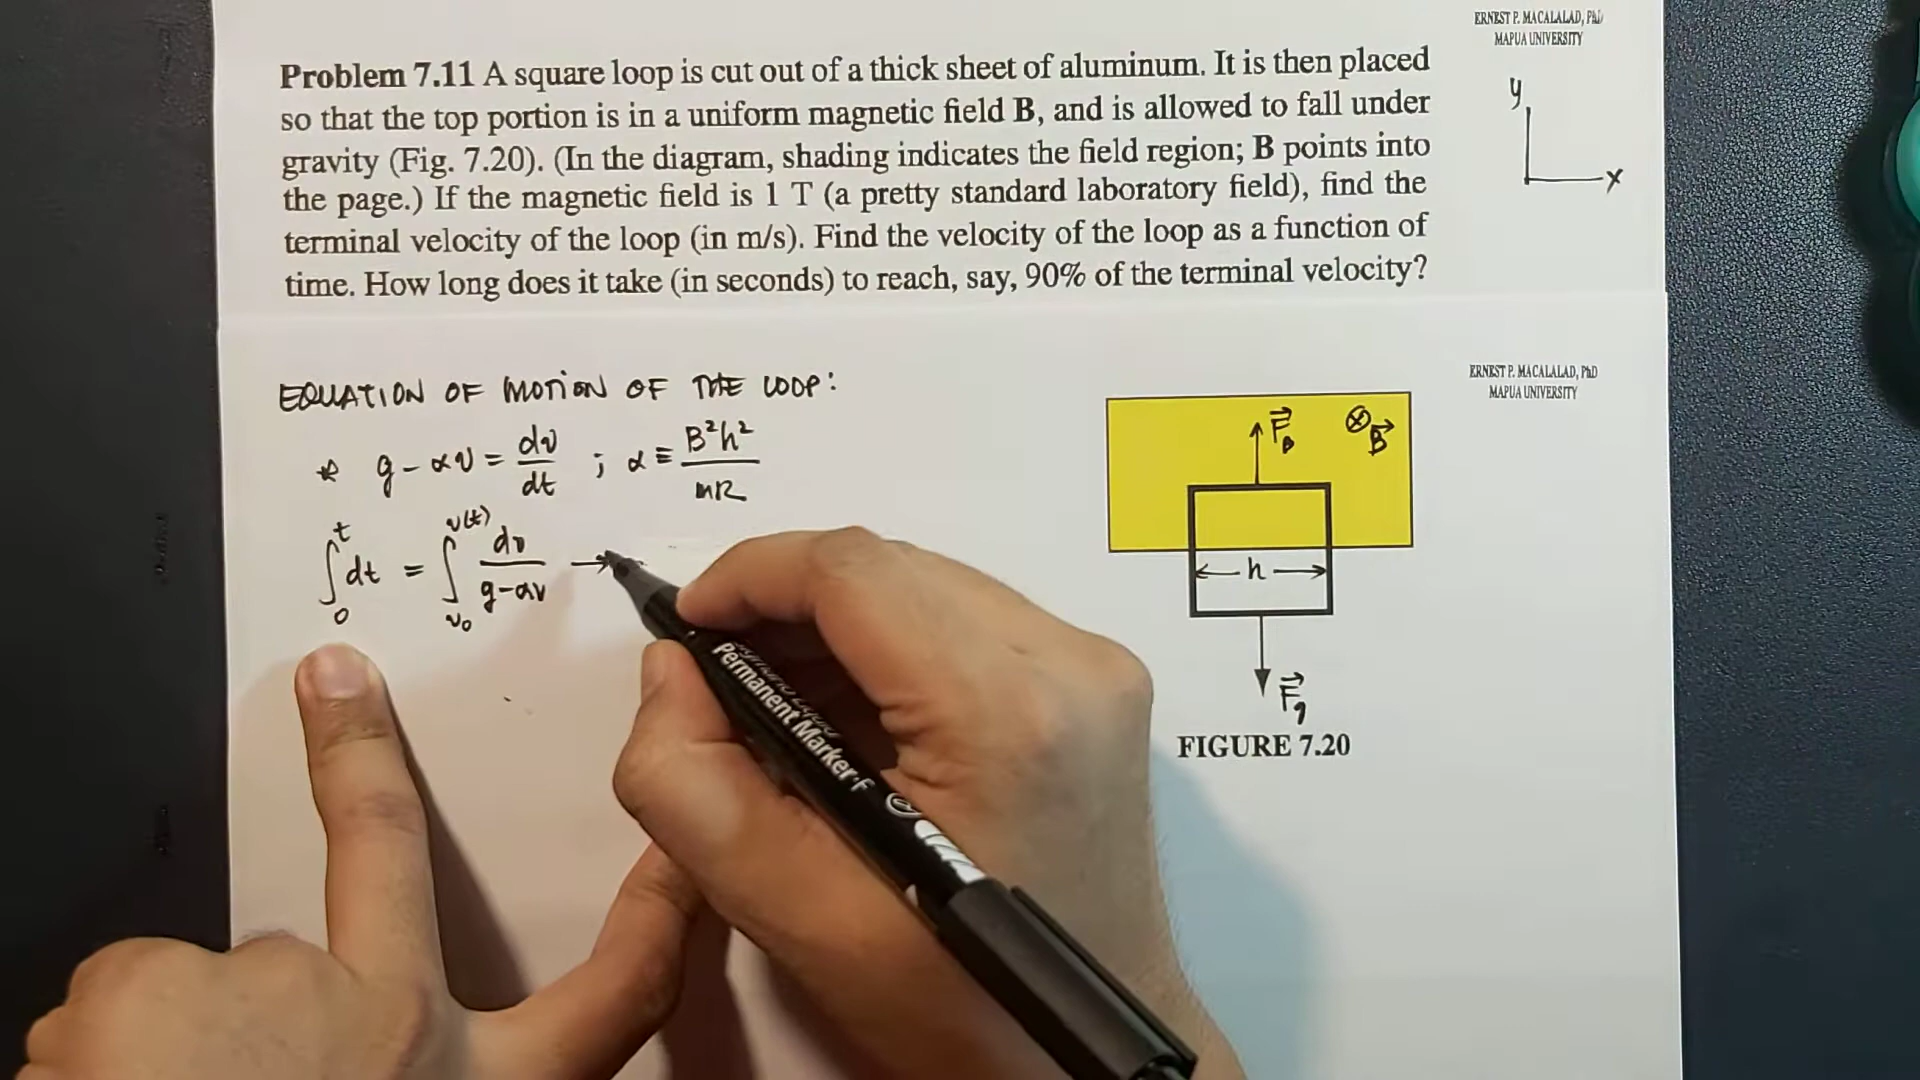 ERNEST P. MACALALAD, PhD
MAPUA UNIVERSITY
Problem 7.11 A square loop is cut out of a thick sheet of aluminum. It is then placed
so that the top portion is in a uniform magnetic field B, and is allowed to fall under
gravity (Fig. 7.20). (In the diagram, shading indicates the field region; B points into
the page.) If the magnetic field is 1 T (a pretty standard laboratory field), find the
terminal velocity of the loop (in m/s). Find the velocity of the loop as a function of
time. How long does it take (in seconds) to reach, say, 90% of the terminal velocity?
y
x
EQUATION OF MOTION OF THE LOOP:
* g - αv = dv/dt ; α ≡ B²h²/mR
∫₀ᵗ dt = ∫_{v₀}^{v(t)} dv/(g-αv) →
ERNEST P. MACALALAD, PhD
MAPUA UNIVERSITY
F⃗_B
⊗ B⃗
h
F⃗_g
FIGURE 7.20
Permanent Marker-F